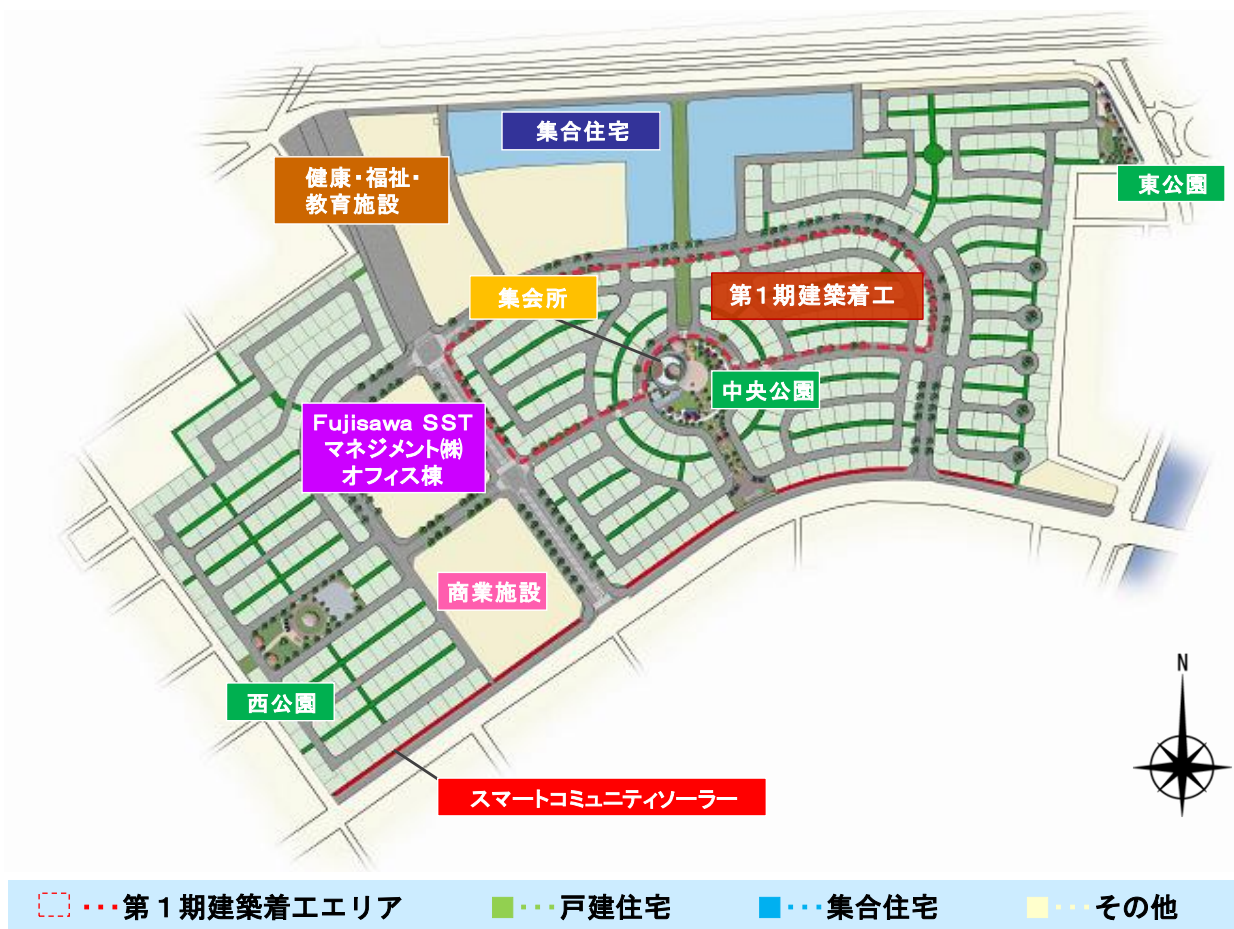 集合住宅
健康・福祉・
教育施設
東公園
集会所
第1期建築着工
中央公園
Fujisawa SST
マネジメント㈱
オフィス棟
商業施設
西公園
N
スマートコミュニティソーラー
・・・第1期建築着工エリア
・・・戸建住宅
・・・集合住宅
・・・その他